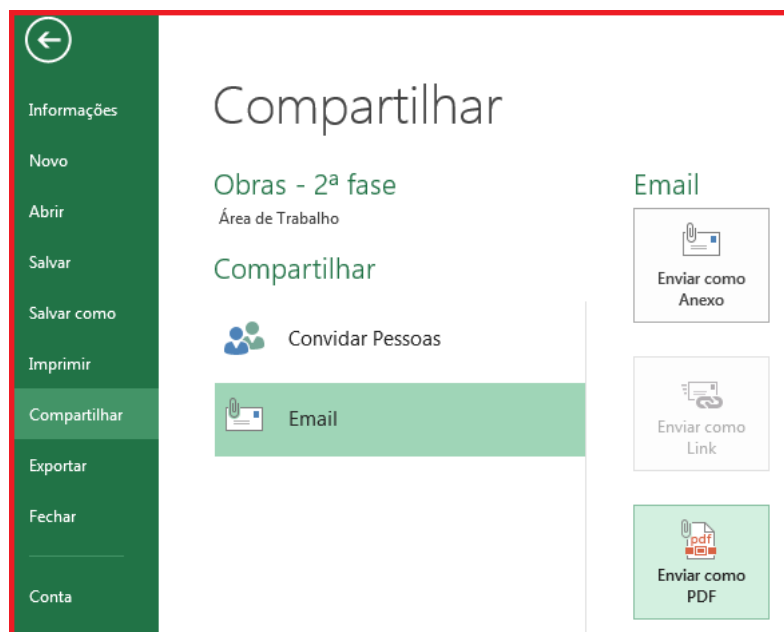 Informações
Novo
Abrir
Salvar
Salvar como
Imprimir
Compartilhar
Exportar
Fechar
Conta
Compartilhar
Obras - 2ª fase
Área de Trabalho
Compartilhar
Convidar Pessoas
Email
Email
Enviar como
Anexo
Enviar como
Link
pdf
Enviar como
PDF